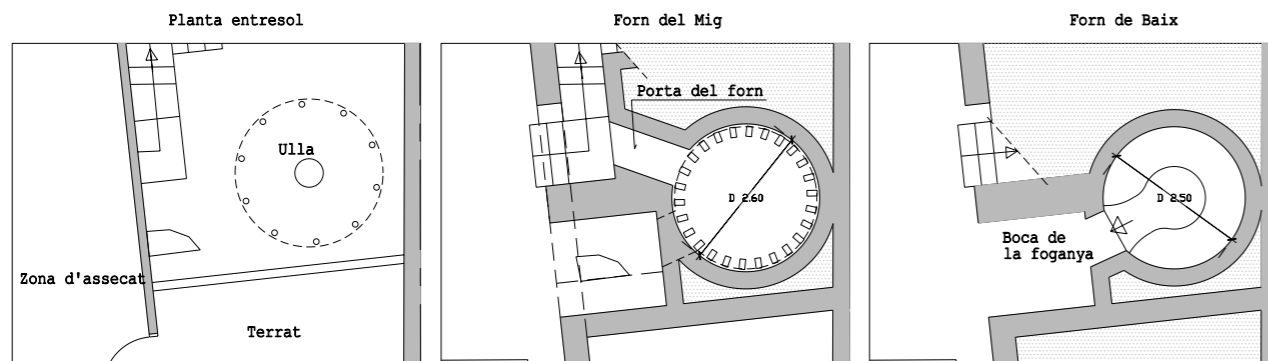 Planta entresol
Forn del Mig
Forn de Baix
Ulla
Zona d'assecat
Terrat
Porta del forn
D 2.60
D 2.50
Boca de
la foganya